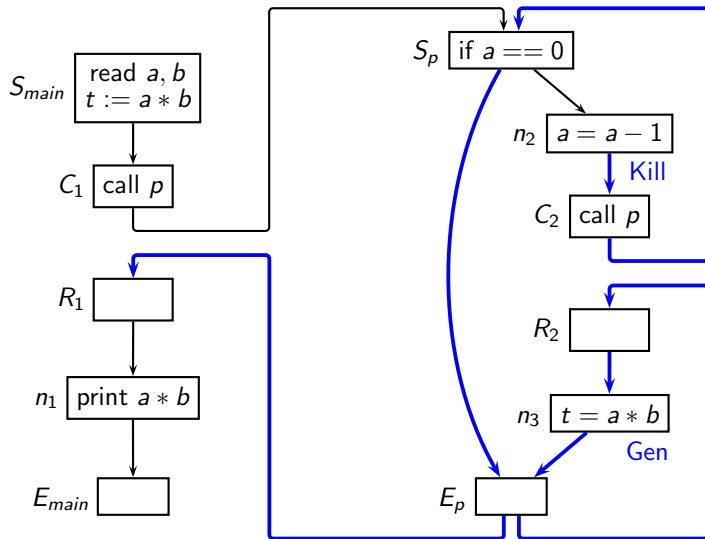 S_main
read a, b
t := a * b
C_1
call p
R_1
n_1
print a * b
E_main
S_p
if a == 0
n_2
a = a − 1
Kill
C_2
call p
R_2
n_3
t = a * b
Gen
E_p